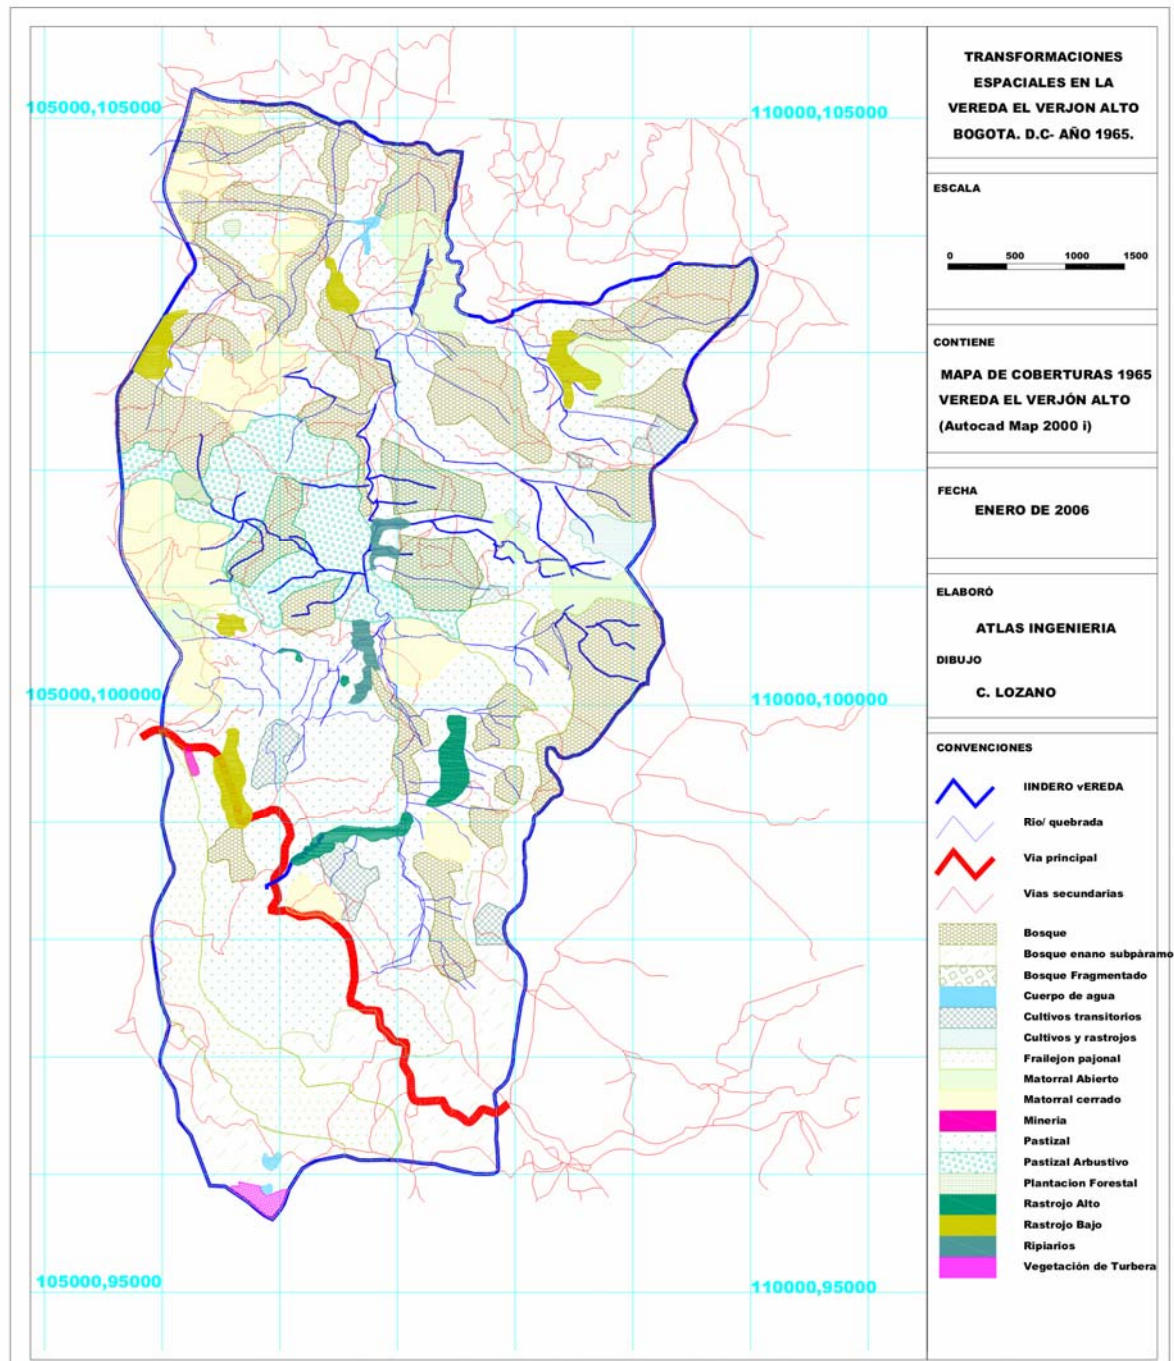 105000,105000
110000,105000
105000,100000
110000,100000
105000,95000
110000,95000
TRANSFORMACIONES
ESPACIALES EN LA
VEREDA EL VERJON ALTO
BOGOTA. D.C- AÑO 1965.
ESCALA
0 500 1000 1500
CONTIENE
MAPA DE COBERTURAS 1965
VEREDA EL VERJÓN ALTO
(Autocad Map 2000 i)
FECHA
ENERO DE 2006
ELABORÓ
ATLAS INGENIERIA
DIBUJO
C. LOZANO
CONVENCIONES
lINDERO vEREDA
Rio/ quebrada
Via principal
Vias secundarias
Bosque
Bosque enano subpàramo
Bosque Fragmentado
Cuerpo de agua
Cultivos transitorios
Cultivos y rastrojos
Frailejon pajonal
Matorral Abierto
Matorral cerrado
Mineria
Pastizal
Pastizal Arbustivo
Plantacion Forestal
Rastrojo Alto
Rastrojo Bajo
Ripiarios
Vegetación de Turbera